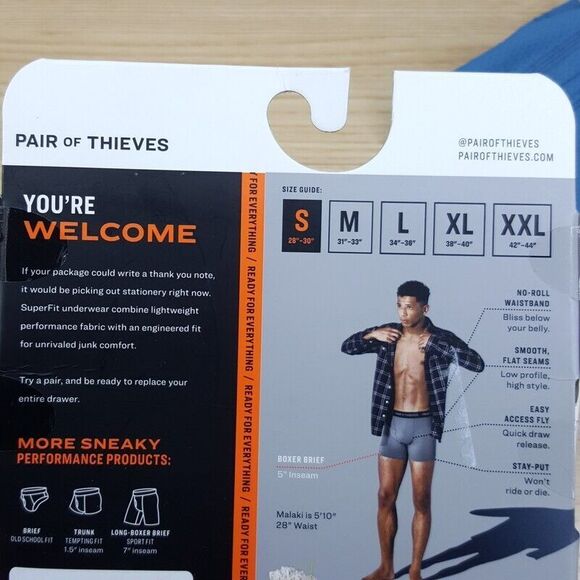 PAIR OF THIEVES
@PAIROFTHIEVES
PAIROFTHIEVES.COM
YOU'RE
WELCOME
If your package could write a thank you note,
it would be picking out stationery right now.
SuperFit underwear combine lightweight
performance fabric with an engineered fit
for unrivaled junk comfort.
Try a pair, and be ready to replace your
entire drawer.
MORE SNEAKY
PERFORMANCE PRODUCTS:
BRIEF
OLD SCHOOL FIT
TRUNK
TEMPTING FIT
1.5" inseam
LONG-BOXER BRIEF
SPORT FIT
7" inseam
FOR EVERYTHING / READY FOR EVERYTHING / READY FOR EVERYTHING / READY FOR EVERYTHING
SIZE GUIDE:
S
28"-30"
M
31"-33"
L
34"-36"
XL
38"-40"
XXL
42"-44"
NO-ROLL
WAISTBAND
Bliss below
your belly.
SMOOTH,
FLAT SEAMS
Low profile,
high style.
EASY
ACCESS FLY
Quick draw
release.
STAY-PUT
Won't
ride or die.
BOXER BRIEF
5" Inseam
Malaki is 5'10"
28" Waist